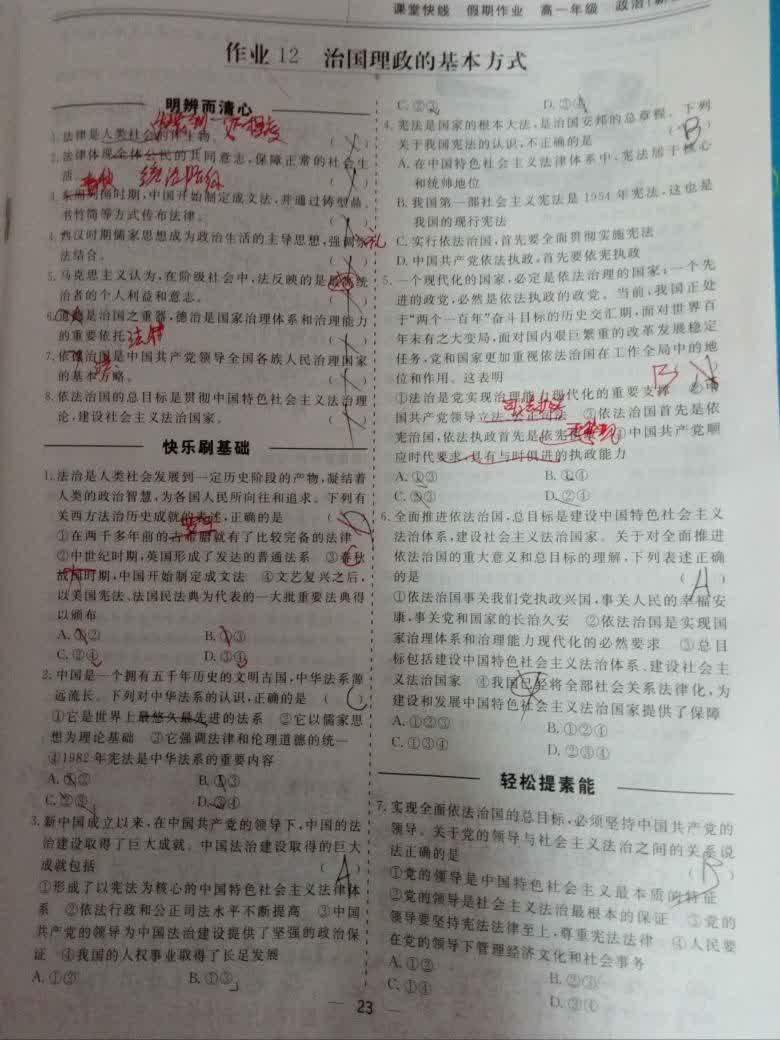 课堂快线 假期作业 高一年级 政治
作业12 治国理政的基本方式
明辨而清心
1.法律是人类社会的
发展到一定程度
2.法律体现全体公民的共同意志,保障正常的社会生
活。
统治阶级
3.东周时期,中国开始制定成文法,并通过铸型鼎、
书竹简等方式传布法律。
4.西汉时期儒家思想成为政治生活的主导思想,强调
礼
法结合。
5.马克思主义认为,在阶级社会中,法反映的是统
治者的个人利益和意志。
6.道德是治国之重器,德治是国家治理体系和治理能力
的重要依托。
法律
7.依德治国是中国共产党领导全国各族人民治理国家
的基本方略。
8.依法治国的总目标是贯彻中国特色社会主义法治理
论,建设社会主义法治国家。
快乐刷基础
1.法治是人类社会发展到一定历史阶段的产物,凝结着
人类的政治智慧,为各国人民所向往和追求。下列有
关西方法治历史成就的表述,正确的是 ( )
①在两千多年前的古希腊就有了比较完备的法律
②中世纪时期,英国形成了发达的普通法系 ③春秋
战国时期,中国开始制定成文法 ④文艺复兴之后,
以美国宪法、法国民法典为代表的一大批重要法典得
以颁布
A.①② B.①③
C.②④ D.③④
2.中国是一个拥有五千年历史的文明古国,中华法系源
远流长。下列对中华法系的认识,正确的是 ( C )
①它是世界上最悠久最先进的法系 ②它以儒家思
想为理论基础 ③它强调法律和伦理道德的统一
④1982年宪法是中华法系的重要内容
A.①② B.①③
C.②③ D.③④
3.新中国成立以来,在中国共产党的领导下,中国的法
治建设取得了巨大成就。中国法治建设取得的巨大
成就包括 ( A )
①形成了以宪法为核心的中国特色社会主义法律体
系 ②依法行政和公正司法水平不断提高 ③中国
共产党的领导为中国法治建设提供了坚强的政治保
证 ④我国的人权事业取得了长足发展
A.①② B.①③
C.②③ D.③④
4.宪法是国家的根本大法,是治国安邦的总章程。下列
关于我国宪法的认识,不正确的是 ( B )
A.在中国特色社会主义法律体系中,宪法居于核心
和统帅地位
B.我国第一部社会主义宪法是1954年宪法,这也是
我国的现行宪法
C.实行依法治国,首先要全面贯彻实施宪法
D.中国共产党依法执政,首先要依宪执政
5.一个现代化的国家,必定是依法治理的国家;一个先
进的政党,必然是依法执政的政党。当前,我国正处
于“两个一百年”奋斗目标的历史交汇期,面对世界百
年未有之大变局,面对国内艰巨繁重的改革发展稳定
任务,党和国家更加重视依法治国在工作全局中的地
位和作用。这表明
B
①法治是党实现治理能力现代化的重要支撑 ②中
国共产党领导立法 司法 ③依法治国首先是依
宪治国,依法执政首先是依宪 ④中国共产党顺
应时代要求,具有与时俱进的执政能力
A.①③ B.①④
C.②③ D.②④
6.全面推进依法治国,总目标是建设中国特色社会主义
法治体系,建设社会主义法治国家。关于对全面推进
依法治国的重大意义和总目标的理解,下列表述正确
的是 ( A )
①依法治国事关我们党执政兴国,事关人民的幸福安
康,事关党和国家的长治久安 ②依法治国是实现国
家治理体系和治理能力现代化的必然要求 ③总目
标包括建设中国特色社会主义法治体系、建设社会主
义法治国家 ④我国已经将全部社会关系法律化,为
建设和发展中国特色社会主义法治国家提供了保障
A.①②③ B.①②④
C.①③④ D.②③④
轻松提素能
7.实现全面依法治国的总目标,必须坚持中国共产党的
领导。关于党的领导与社会主义法治之间的关系说
法正确的是 ( B )
①党的领导是中国特色社会主义最本质的特征
②党的领导是社会主义法治最根本的保证 ③党的
领导要坚持宪法法律至上,尊重宪法法律 ④人民要
在党的领导下管理经济文化和社会事务
A.①② B.②③
C.①④ D.③④
23